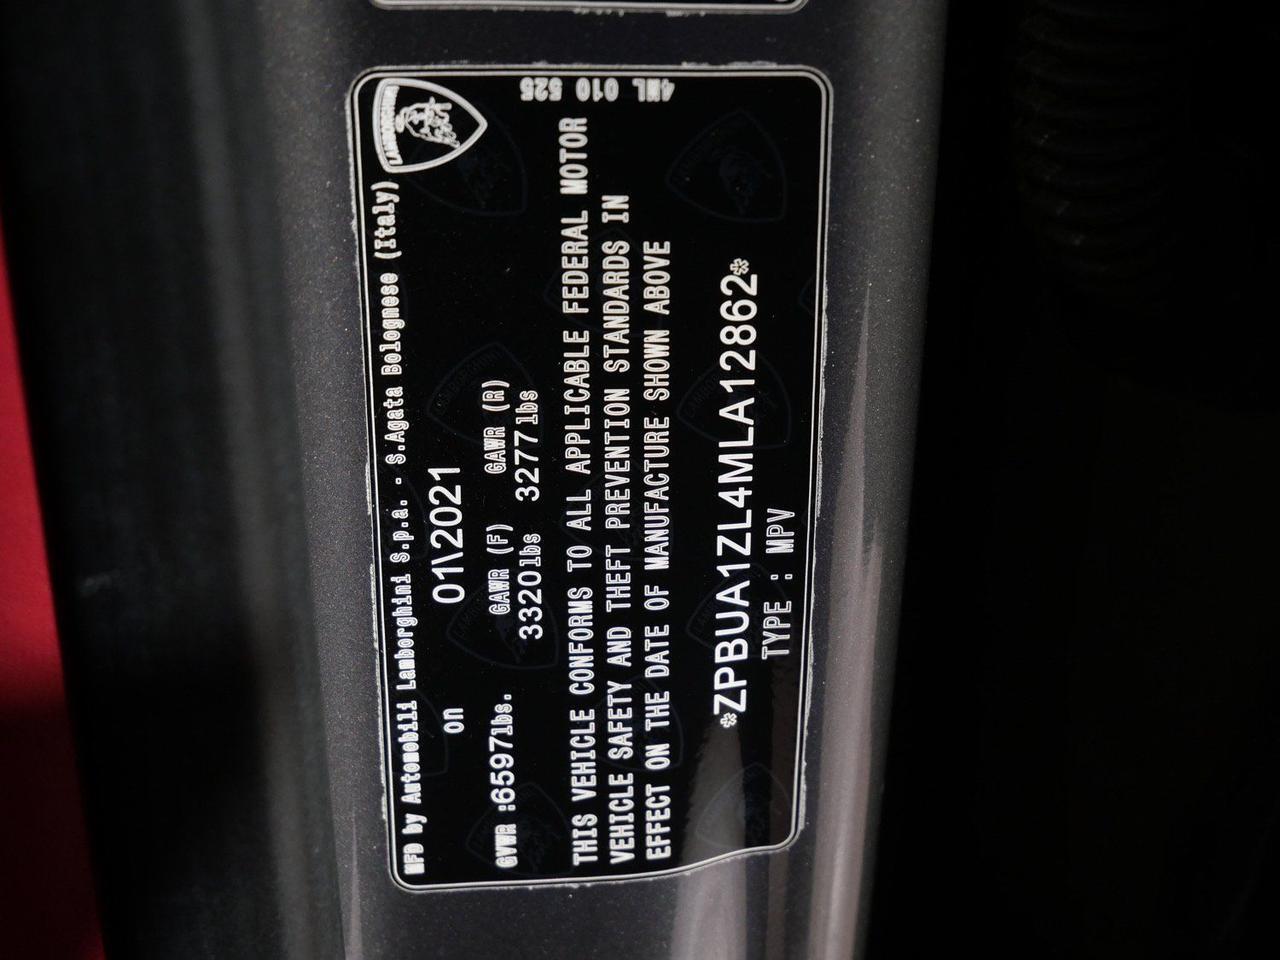 MFD by Automobili Lamborghini S.p.a. - S.Agata Bolognese (Italy)
LAMBORGHINI
on 01\2021
GVWR :6597lbs. GAWR (F) 3320lbs GAWR (R) 3277lbs
THIS VEHICLE CONFORMS TO ALL APPLICABLE FEDERAL MOTOR
VEHICLE SAFETY AND THEFT PREVENTION STANDARDS IN
EFFECT ON THE DATE OF MANUFACTURE SHOWN ABOVE
*ZPBUA1ZL4MLA12862*
TYPE : MPV
4ML 010 525